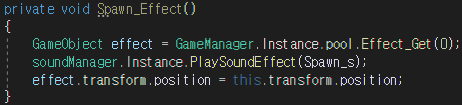 private void Spawn_Effect()
{
GameObject effect = GameManager.Instance.pool.Effect_Get(0);
soundManager.Instance.PlaySoundEffect(Spawn_s);
effect.transform.position = this.transform.position;
}